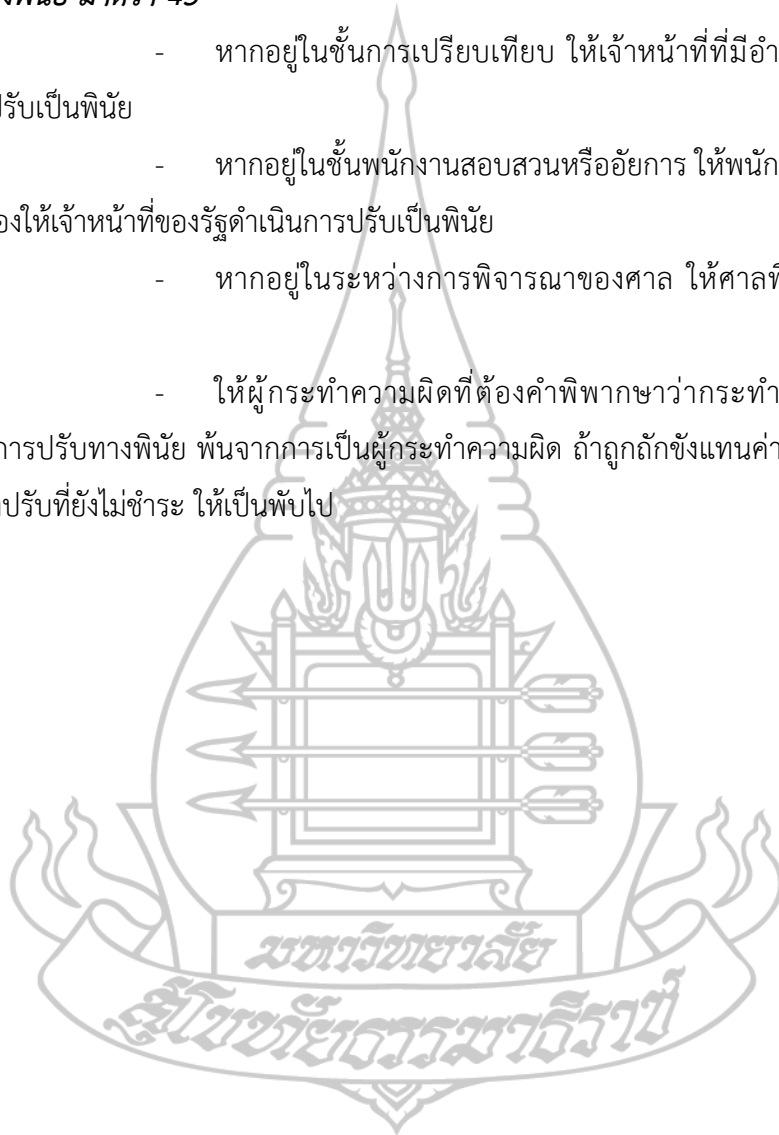 - หากอยู่ในชั้นการเปรียบเทียบ ให้เจ้าหน้าที่ที่มีอำ
ปรับเป็นพินัย
- หากอยู่ในชั้นพนักงานสอบสวนหรืออัยการ ให้พนัก
องให้เจ้าหน้าที่ของรัฐดำเนินการปรับเป็นพินัย
- หากอยู่ในระหว่างการพิจารณาของศาล ให้ศาลพิ
- ให้ผู้กระทำความผิดที่ต้องคำพิพากษาว่ากระทำ
การปรับทางพินัย พ้นจากการเป็นผู้กระทำความผิด ถ้าถูกกักขังแทนค่า
ปรับที่ยังไม่ชำระ ให้เป็นพับไป
มหาวิทยาลัย
สุโขทัยธรรมาธิราช